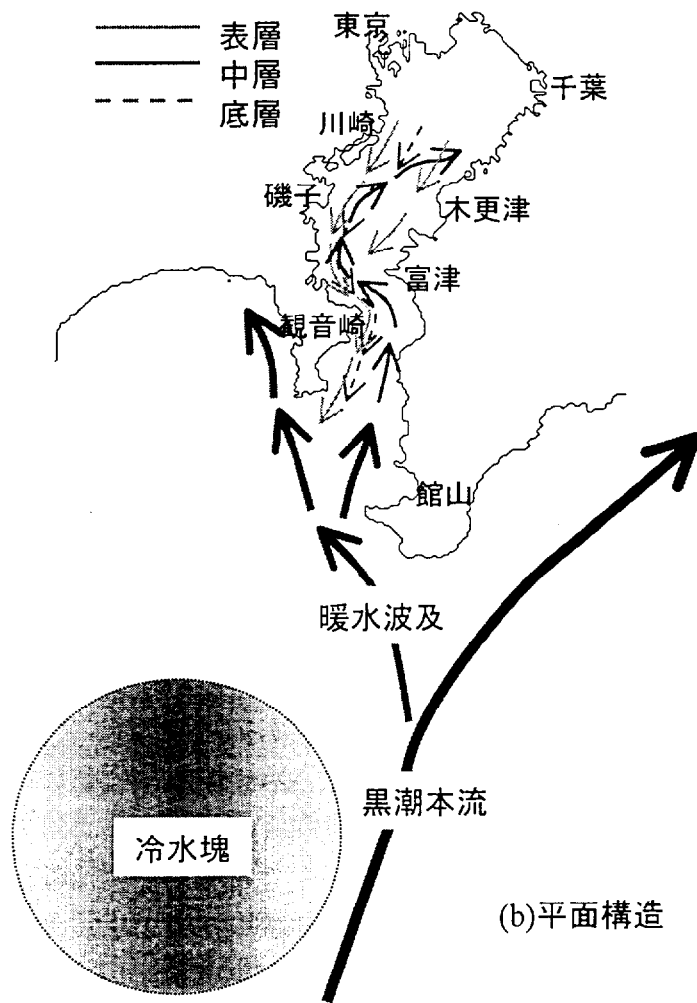 表層
中層
底層
東京
千葉
川崎
磯子
木更津
富津
観音崎
館山
暖水波及
黒潮本流
冷水塊
(b)平面構造